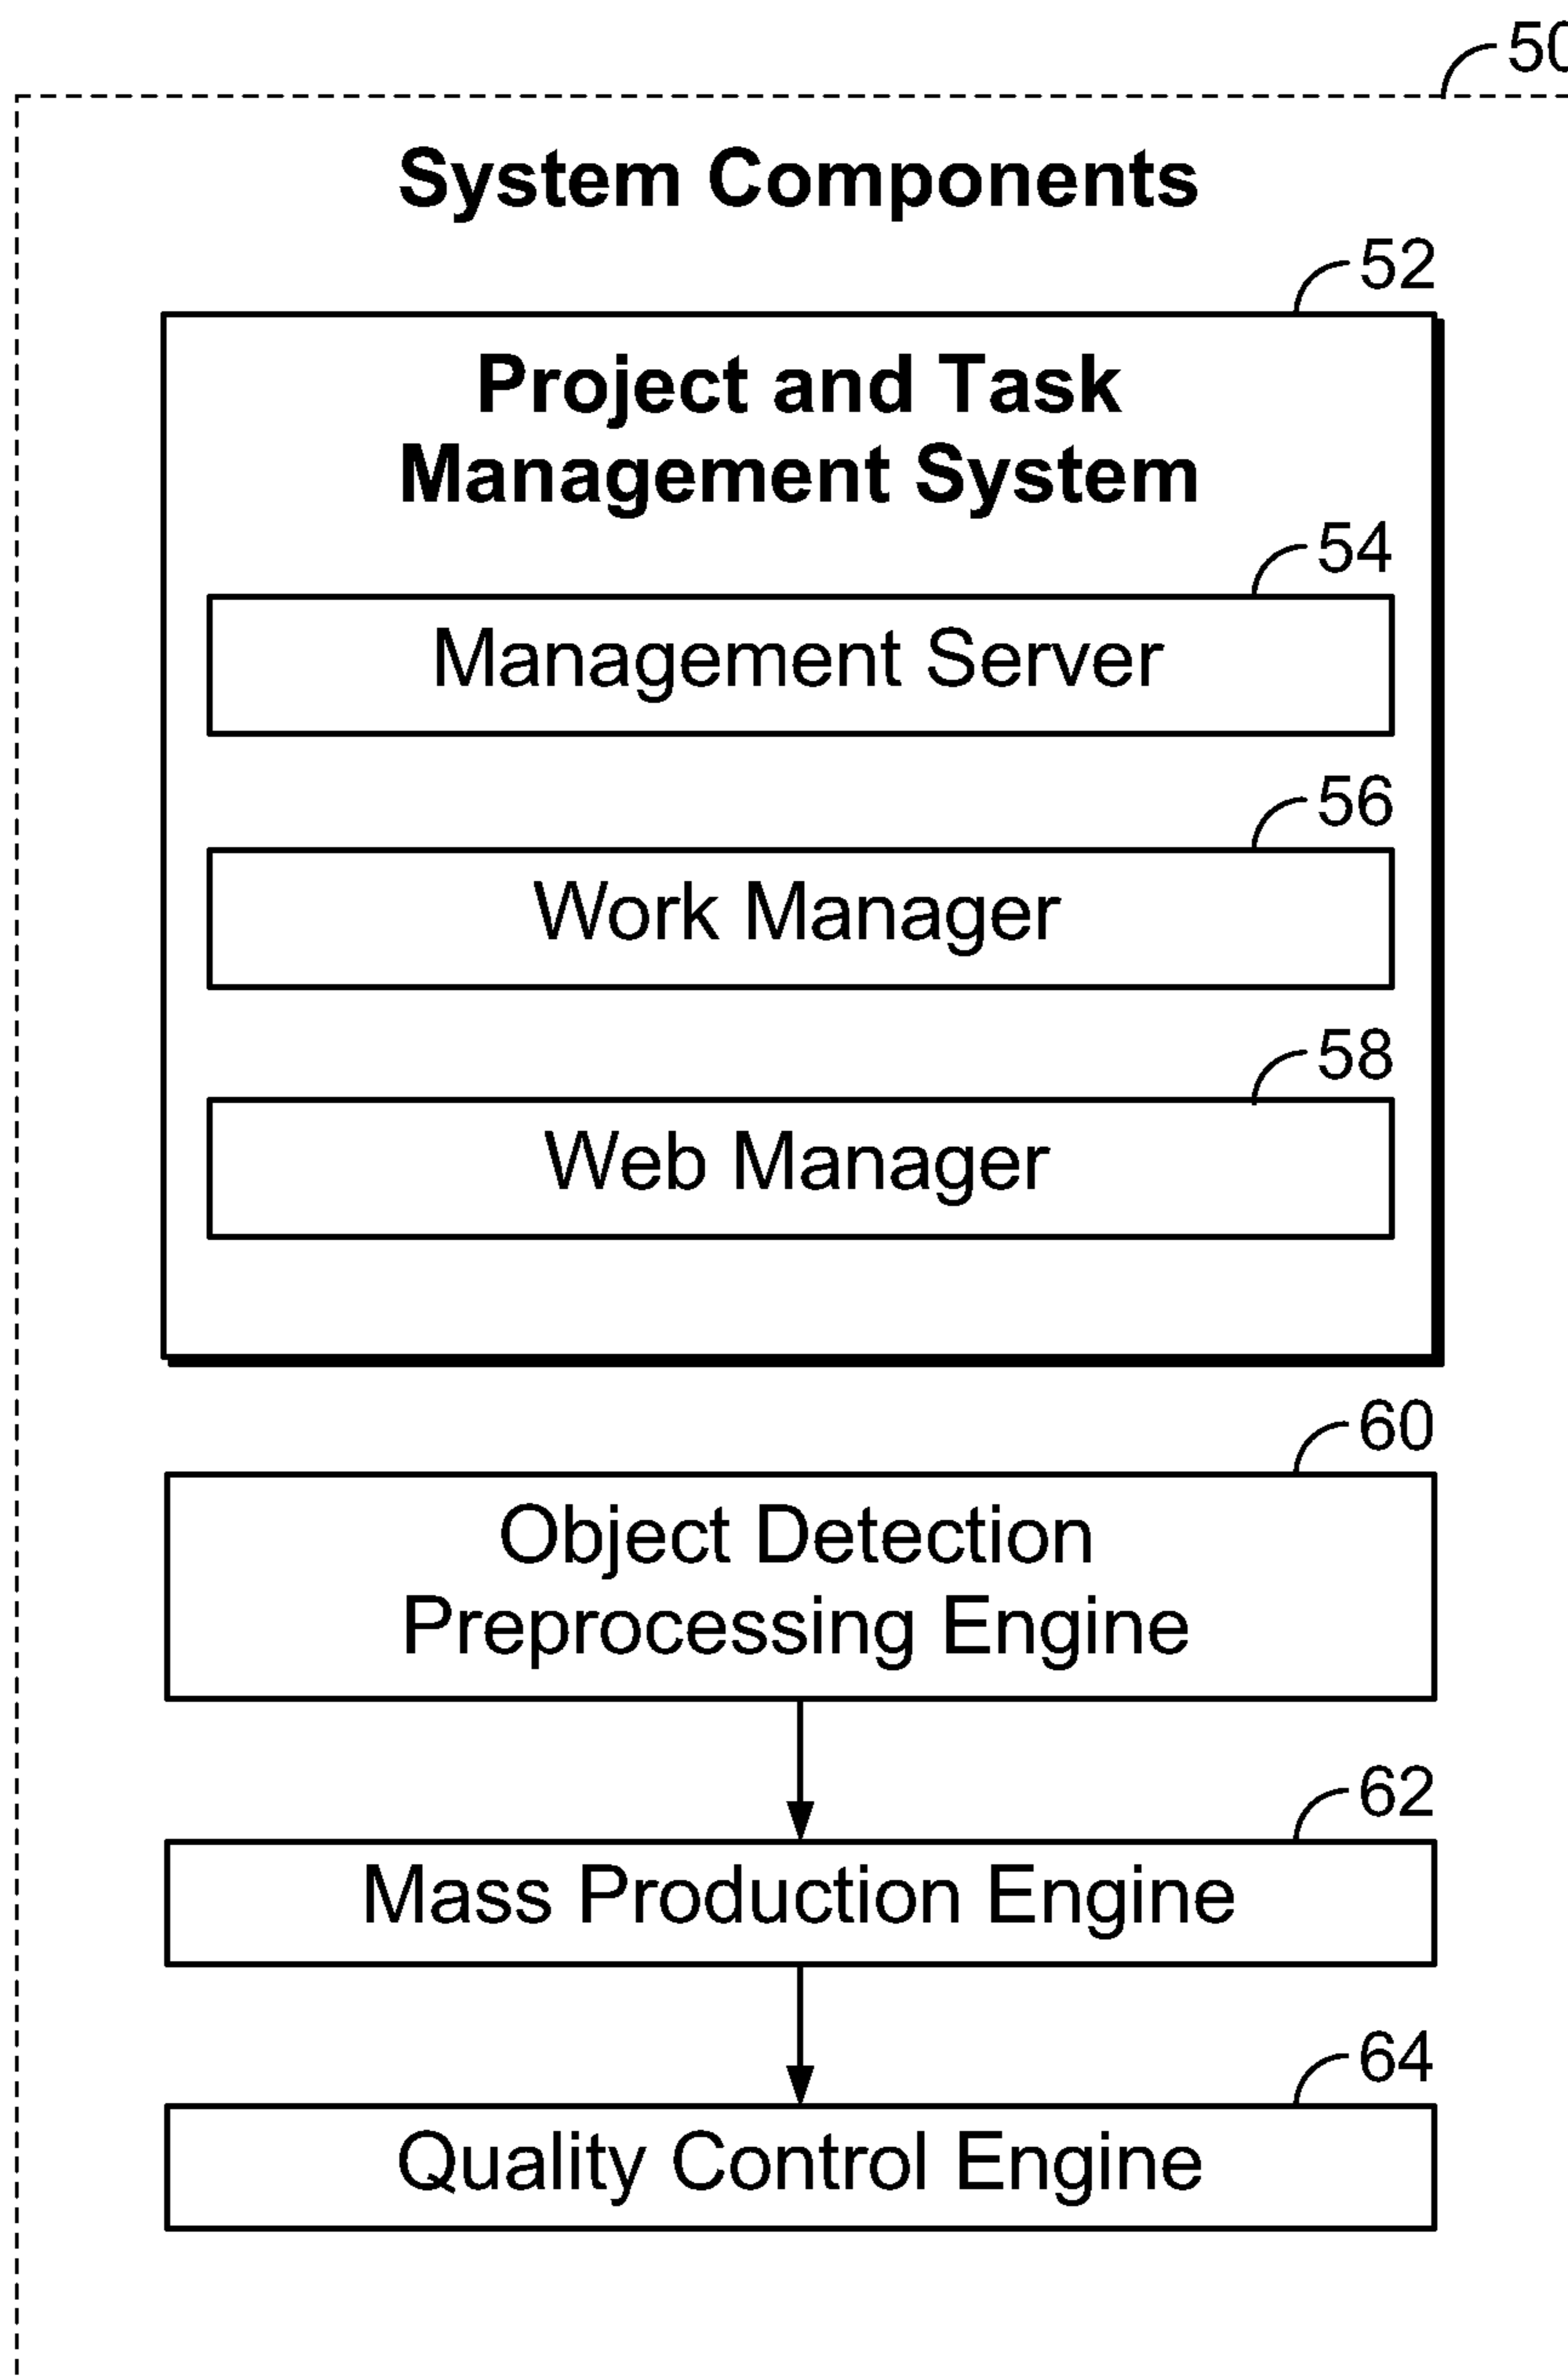 50
System Components
52
Project and Task
Management System
54
Management Server
56
Work Manager
58
Web Manager
60
Object Detection
Preprocessing Engine
62
Mass Production Engine
64
Quality Control Engine